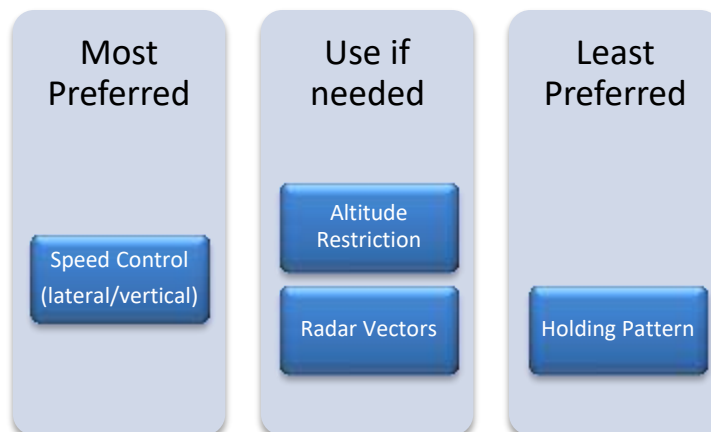 Most
Preferred
Speed Control
(lateral/vertical)
Use if
needed
Altitude
Restriction
Radar Vectors
Least
Preferred
Holding Pattern